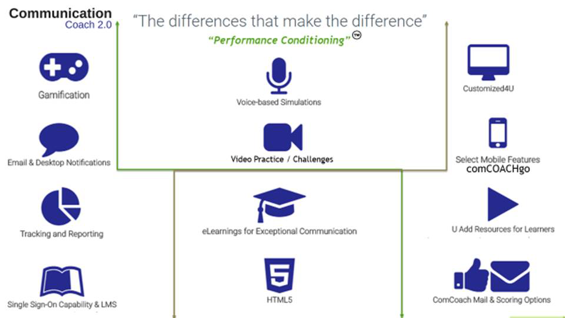 Communication
Coach 2.0
“The differences that make the difference”
“Performance Conditioning” TM
Gamification
Voice-based Simulations
Customized4U
Email & Desktop Notifications
Video Practice / Challenges
Select Mobile Features
comCOACHgo
Tracking and Reporting
eLearnings for Exceptional Communication
U Add Resources for Learners
Single Sign-On Capability & LMS
5
HTML5
ComCoach Mail & Scoring Options